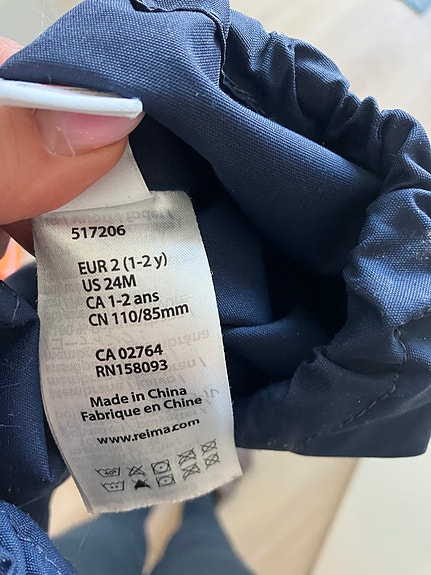 517206
EUR 2 (1-2 y)
US 24M
CA 1-2 ans
CN 110/85mm
CA 02764
RN158093
Made in China
Fabrique en Chine
www.reima.com